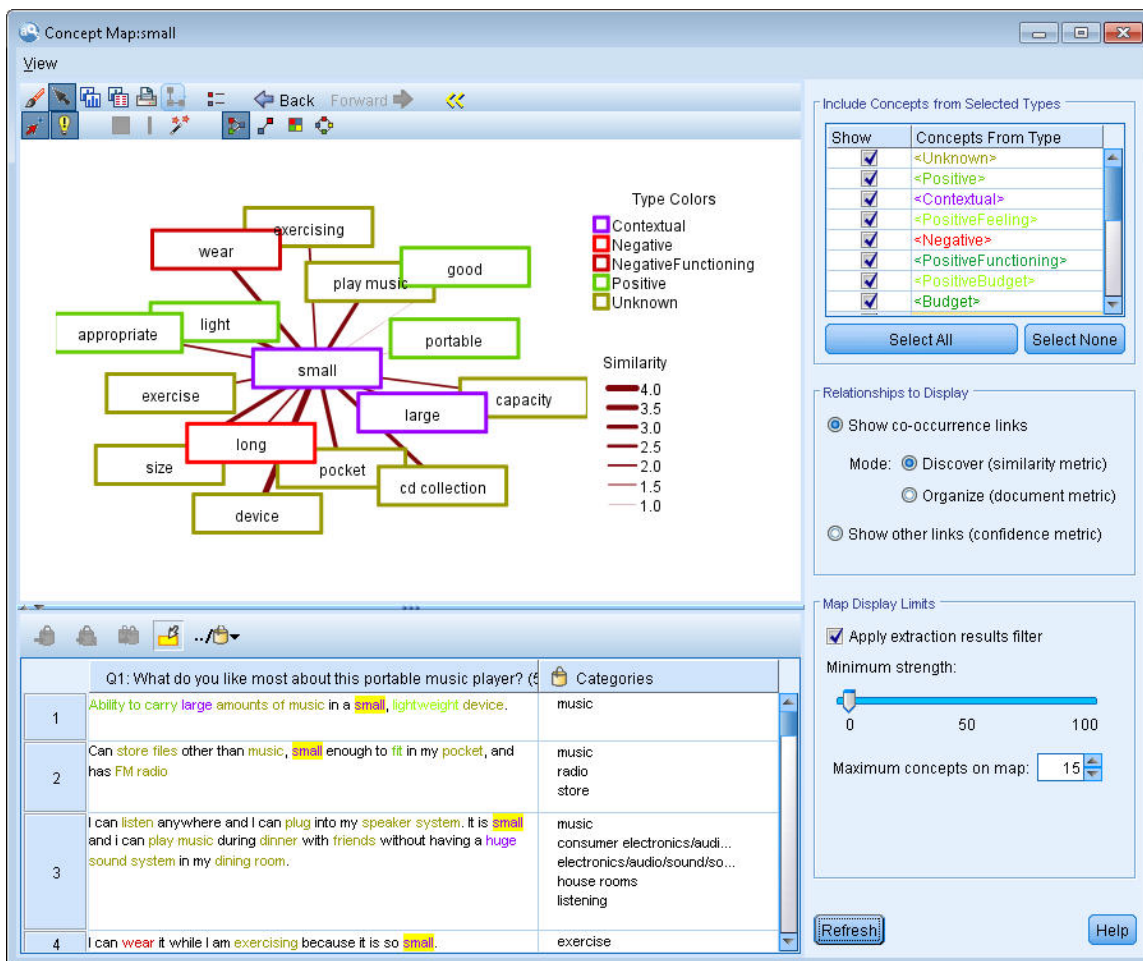 Concept Map:small
View
Back Forward
exercising
wear
good
play music
light
appropriate
portable
small
exercise
capacity
large
long
size
pocket
cd collection
device
Type Colors
Contextual
Negative
NegativeFunctioning
Positive
Unknown
Similarity
4.0
3.5
3.0
2.5
2.0
1.5
1.0
Include Concepts from Selected Types
Show Concepts From Type
<Unknown>
<Positive>
<Contextual>
<PositiveFeeling>
<Negative>
<PositiveFunctioning>
<PositiveBudget>
<Budget>
Select All Select None
Relationships to Display
Show co-occurrence links
Mode: Discover (similarity metric)
Organize (document metric)
Show other links (confidence metric)
Map Display Limits
Apply extraction results filter
Minimum strength:
0 50 100
Maximum concepts on map: 15
Refresh Help
../
Q1: What do you like most about this portable music player? (5 Categories
1 Ability to carry large amounts of music in a small, lightweight device. music
2 Can store files other than music, small enough to fit in my pocket, and
has FM radio
music
radio
store
3 I can listen anywhere and I can plug into my speaker system. It is small
and i can play music during dinner with friends without having a huge
sound system in my dining room.
music
consumer electronics/audi...
electronics/audio/sound/so...
house rooms
listening
4 I can wear it while I am exercising because it is so small. exercise